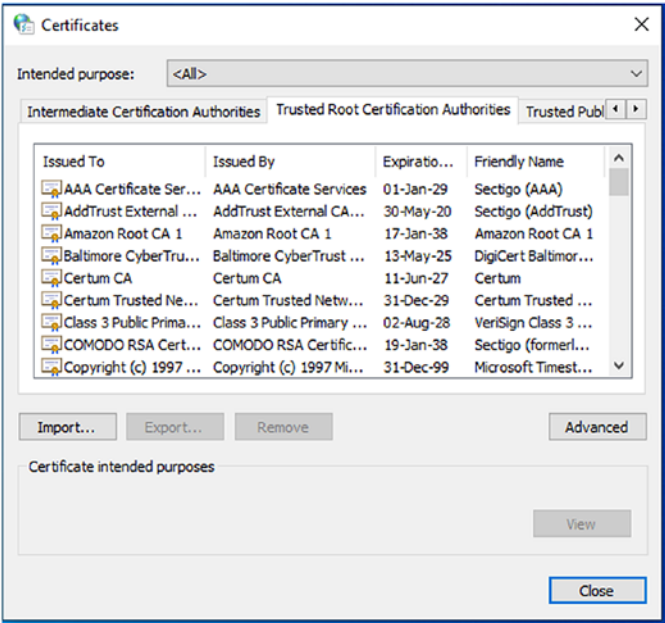 Certificates
Intended purpose: <All>
Intermediate Certification Authorities Trusted Root Certification Authorities Trusted Publ
Issued To Issued By Expiratio... Friendly Name
AAA Certificate Ser... AAA Certificate Services 01-Jan-29 Sectigo (AAA)
AddTrust External ... AddTrust External CA... 30-May-20 Sectigo (AddTrust)
Amazon Root CA 1 Amazon Root CA 1 17-Jan-38 Amazon Root CA 1
Baltimore CyberTru... Baltimore CyberTrust ... 13-May-25 DigiCert Baltimor...
Certum CA Certum CA 11-Jun-27 Certum
Certum Trusted Ne... Certum Trusted Netw... 31-Dec-29 Certum Trusted ...
Class 3 Public Prima... Class 3 Public Primary ... 02-Aug-28 VeriSign Class 3 ...
COMODO RSA Cert... COMODO RSA Certific... 19-Jan-38 Sectigo (formerl...
Copyright (c) 1997 ... Copyright (c) 1997 Mi... 31-Dec-99 Microsoft Timest...
Import... Export... Remove Advanced
Certificate intended purposes
View
Close